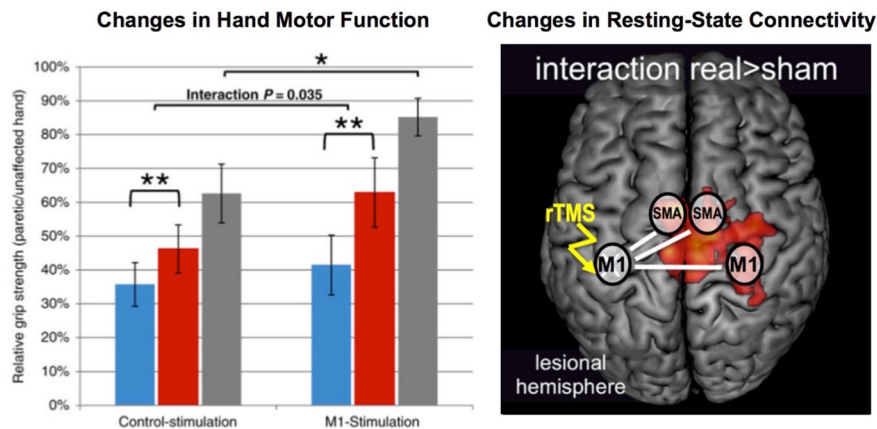 Changes in Hand Motor Function
Changes in Resting-State Connectivity
Relative grip strength (paretic/unaffected hand)
100%
90%
80%
70%
60%
50%
40%
30%
20%
10%
0%
*
Interaction P = 0.035
**
**
Control-stimulation
M1-Stimulation
interaction real>sham
rTMS
SMA
SMA
M1
M1
lesional
hemisphere